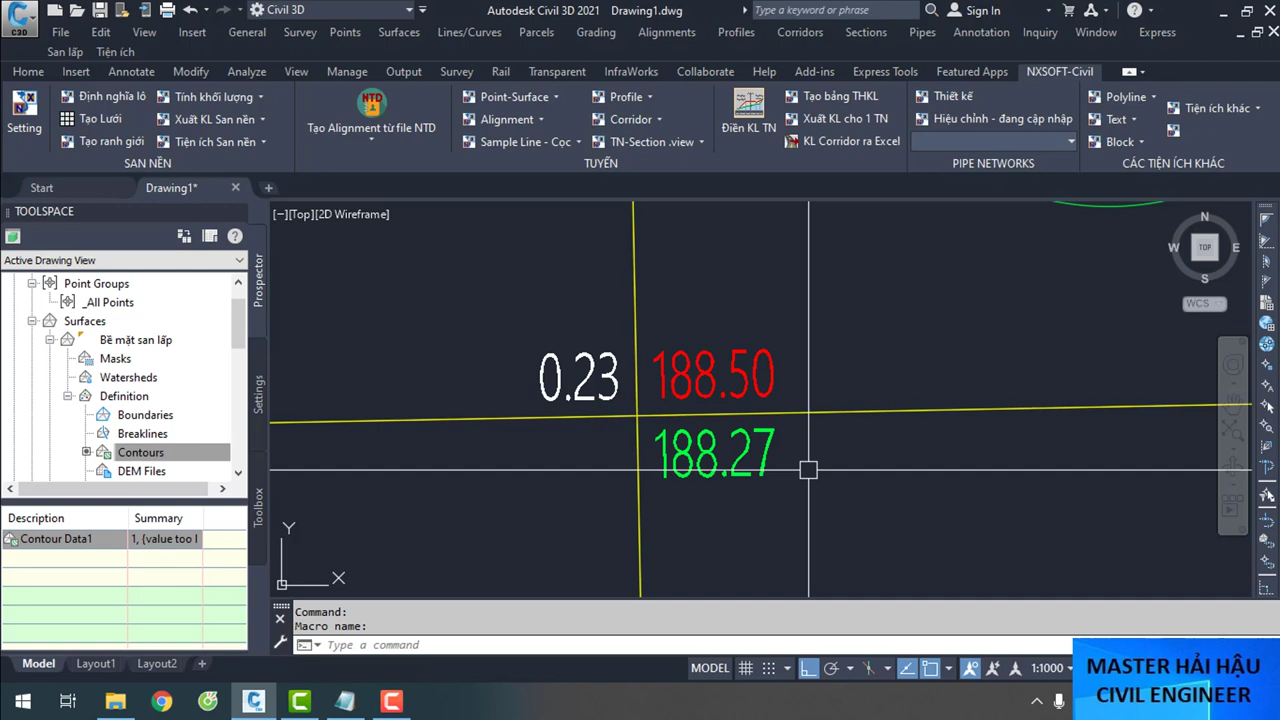 C3D
Civil 3D
Autodesk Civil 3D 2021 Drawing1.dwg
Type a keyword or phrase
Sign In
File Edit View Insert General Survey Points Surfaces Lines/Curves Parcels Grading Alignments Profiles Corridors Sections Pipes Annotation Inquiry Window Express
San lấp Tiện ích
Home Insert Annotate Modify Analyze View Manage Output Survey Rail Transparent InfraWorks Collaborate Help Add-ins Express Tools Featured Apps NXSOFT-Civil
Setting
Định nghĩa lô
Tạo Lưới
Tạo ranh giới
Tính khối lượng
Xuất KL San nền
Tiện ích San nền
SAN NỀN
NTD
Tạo Alignment từ file NTD
Point-Surface
Alignment
Sample Line - Cọc
Profile
Corridor
TN-Section .view
TUYẾN
Điền KL TN
Tạo bảng THKL
Xuất KL cho 1 TN
KL Corridor ra Excel
Thiết kế
Hiệu chỉnh - đang cập nhập
PIPE NETWORKS
Polyline
Text
Block
Tiện ích khác
CÁC TIỆN ÍCH KHÁC
Start Drawing1*
TOOLSPACE
Active Drawing View
Point Groups
_All Points
Surfaces
Bề mặt san lấp
Masks
Watersheds
Definition
Boundaries
Breaklines
Contours
DEM Files
Prospector
Settings
Toolbox
Description Summary
Contour Data1 1, {value too l
[−][Top][2D Wireframe]
0.23 188.50
188.27
Y
X
N
W TOP E
S
WCS
Command:
Macro name:
Type a command
Model Layout1 Layout2
MODEL
1:1000
MASTER HẢI HẬU
CIVIL ENGINEER